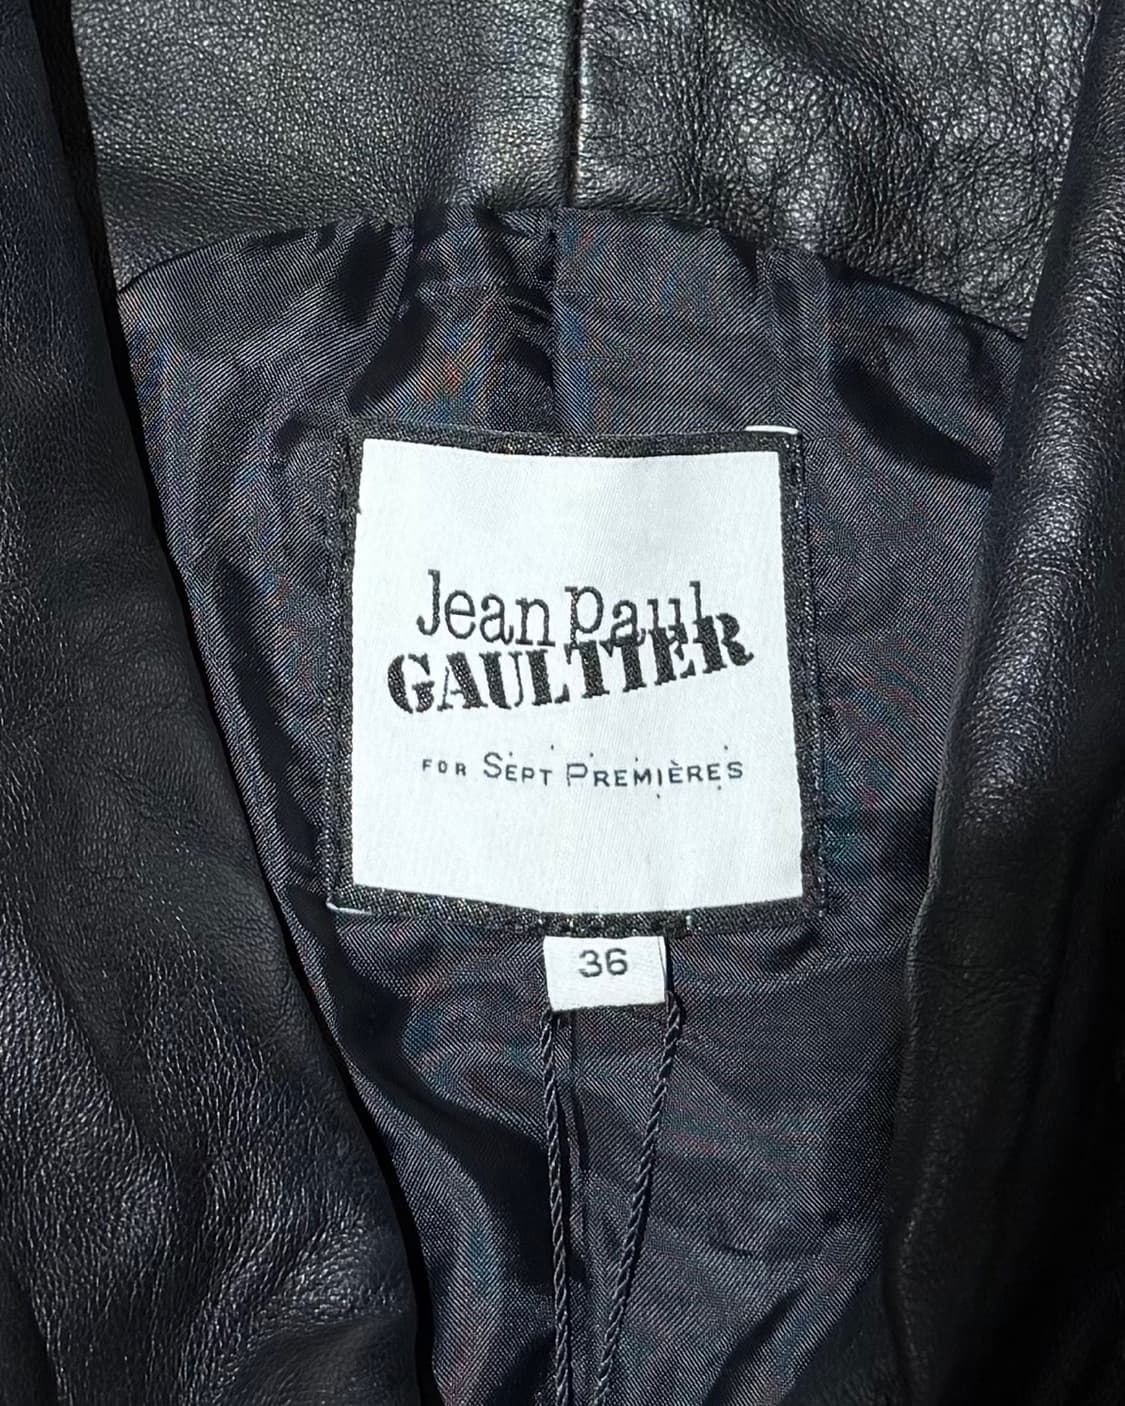 Jean Paul
GAULTIER
FOR SEPT PREMIÈRES
36